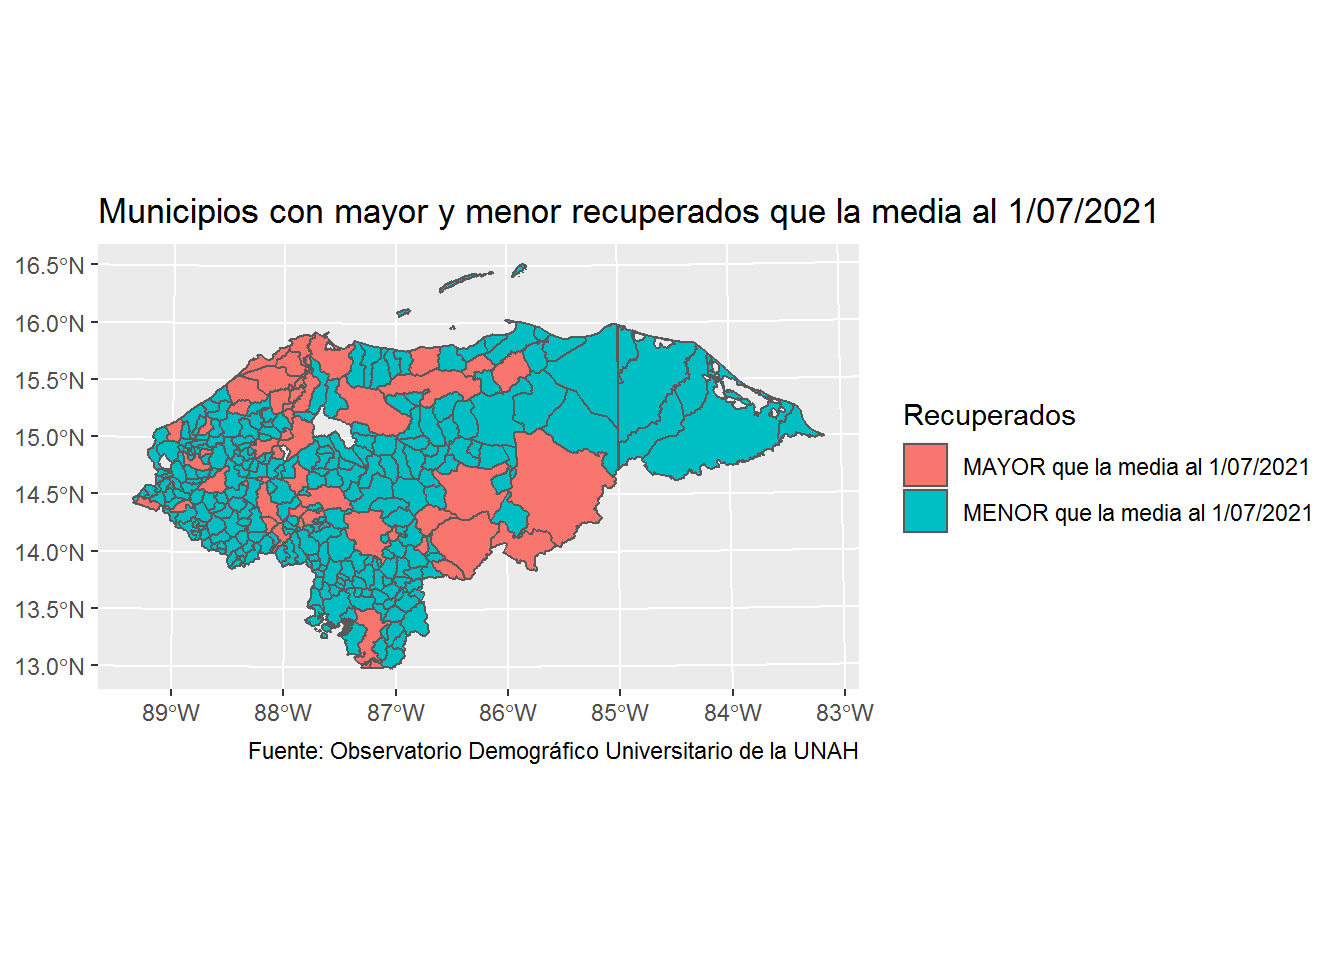 Municipios con mayor y menor recuperados que la media al 1/07/2021
16.5°N
16.0°N
15.5°N
15.0°N
14.5°N
14.0°N
13.5°N
13.0°N
89°W
88°W
87°W
86°W
85°W
84°W
83°W
Fuente: Observatorio Demográfico Universitario de la UNAH
Recuperados
MAYOR que la media al 1/07/2021
MENOR que la media al 1/07/2021